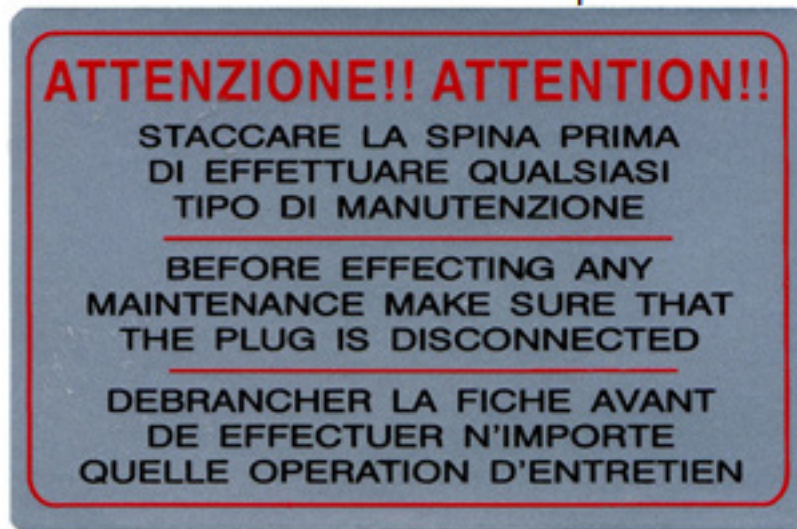 ATTENZIONE!! ATTENTION!!
STACCARE LA SPINA PRIMA
DI EFFETTUARE QUALSIASI
TIPO DI MANUTENZIONE
BEFORE EFFECTING ANY
MAINTENANCE MAKE SURE THAT
THE PLUG IS DISCONNECTED
DEBRANCHER LA FICHE AVANT
DE EFFECTUER N'IMPORTE
QUELLE OPERATION D'ENTRETIEN